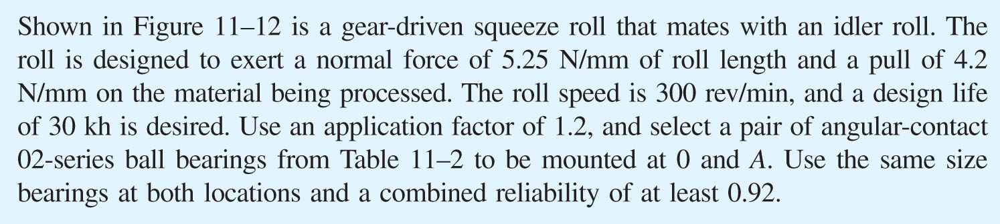 Shown in Figure 11–12 is a gear-driven squeeze roll that mates with an idler roll. The
roll is designed to exert a normal force of 5.25 N/mm of roll length and a pull of 4.2
N/mm on the material being processed. The roll speed is 300 rev/min, and a design life
of 30 kh is desired. Use an application factor of 1.2, and select a pair of angular-contact
02-series ball bearings from Table 11–2 to be mounted at 0 and A. Use the same size
bearings at both locations and a combined reliability of at least 0.92.